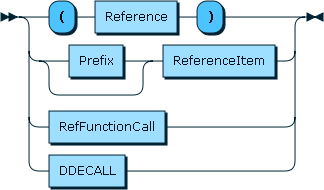 ( Reference )
Prefix ReferenceItem
RefFunctionCall
DDECALL